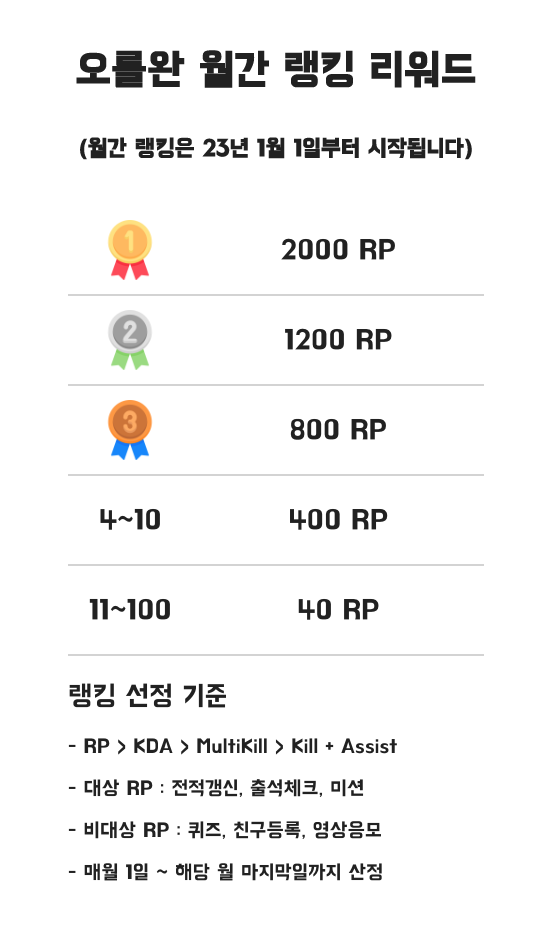 오를완 월간 랭킹 리워드
(월간 랭킹은 23년 1월 1일부터 시작됩니다)
1 2000 RP
2 1200 RP
3 800 RP
4~10 400 RP
11~100 40 RP
랭킹 선정 기준
- RP > KDA > MultiKill > Kill + Assist
- 대상 RP : 전적갱신, 출석체크, 미션
- 비대상 RP : 퀴즈, 친구등록, 영상응모
- 매월 1일 ~ 해당 월 마지막일까지 산정